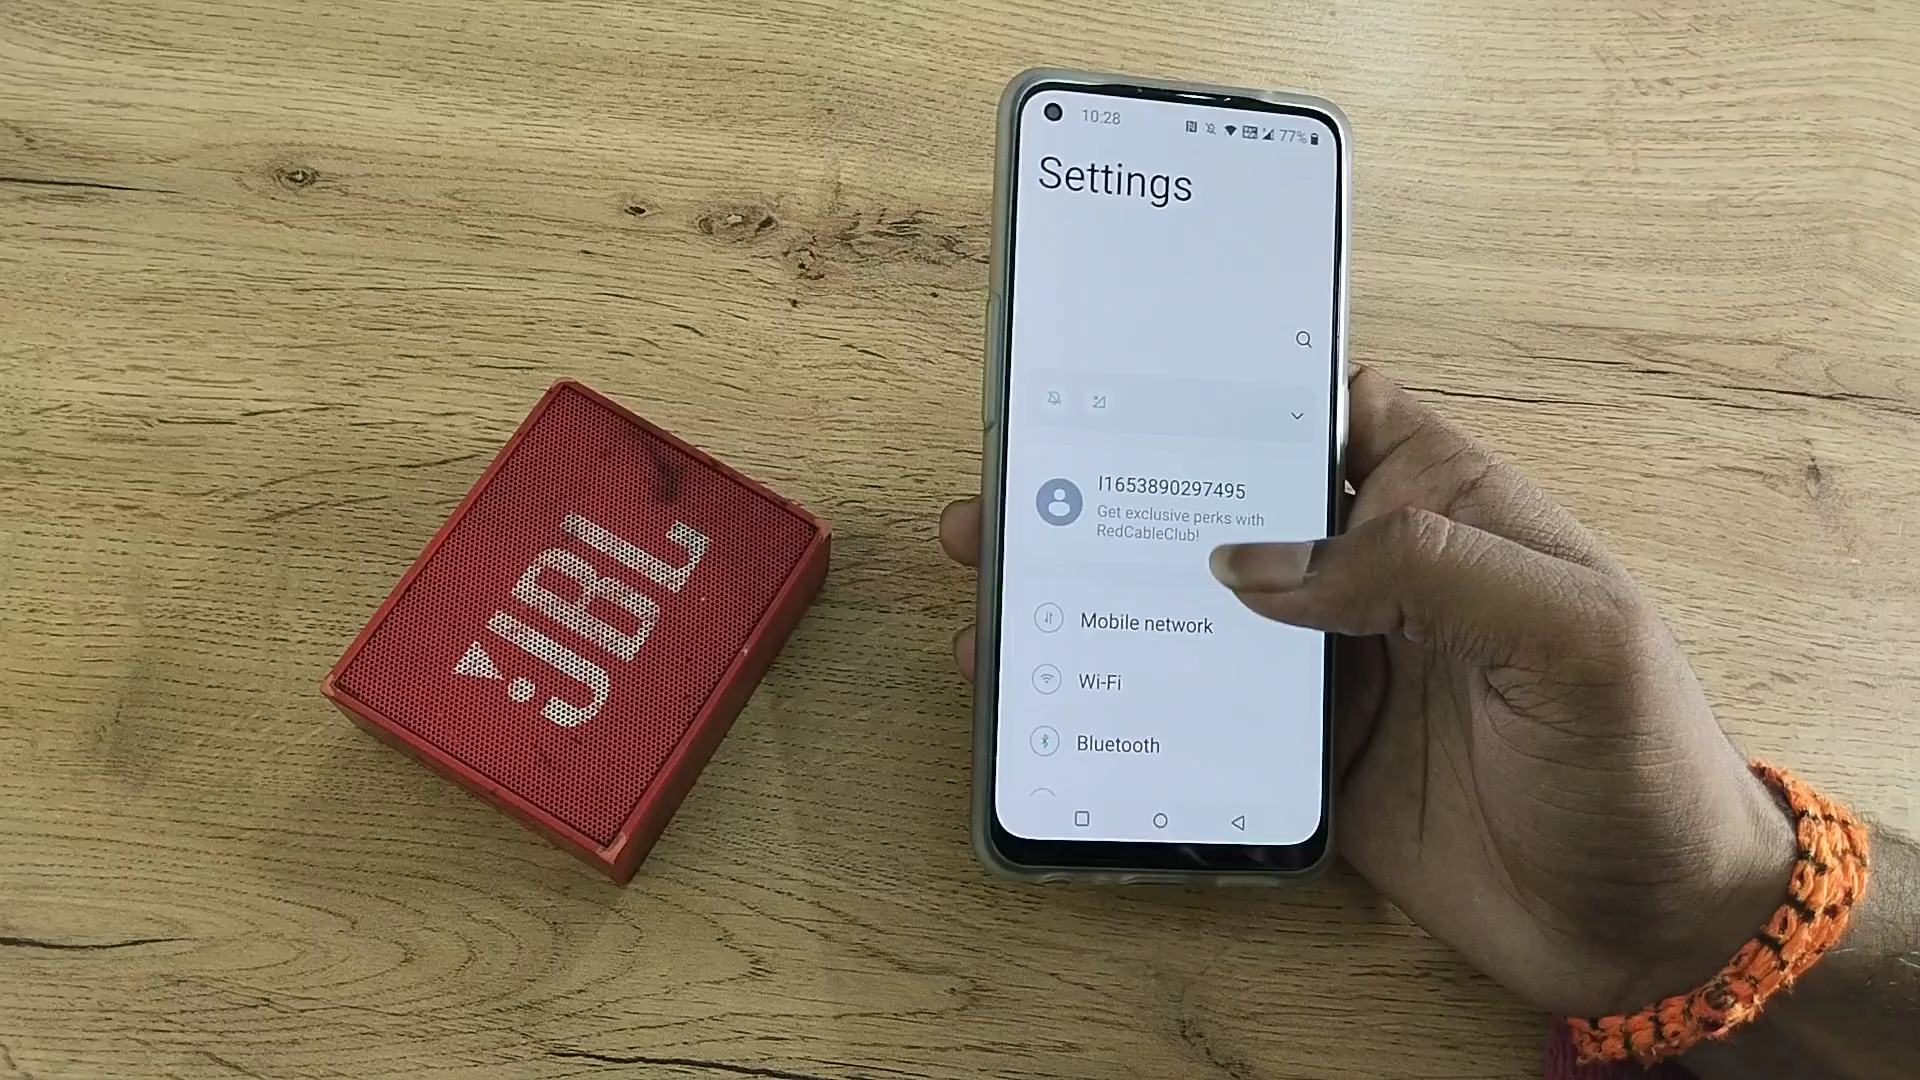 JBL
10:28
77%
Settings
I1653890297495
Get exclusive perks with
RedCableClub!
Mobile network
Wi-Fi
Bluetooth